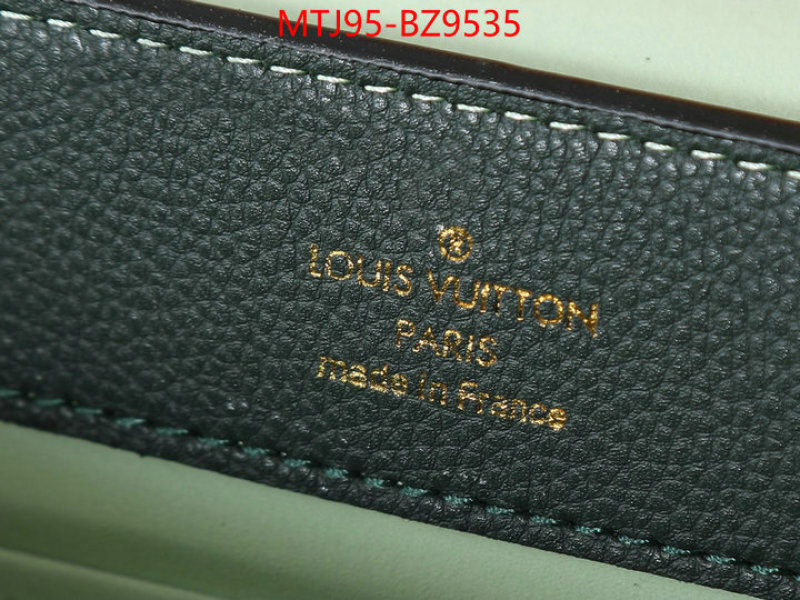 MTJ95-BZ9535
®
LOUIS VUITTON
PARIS
made in France